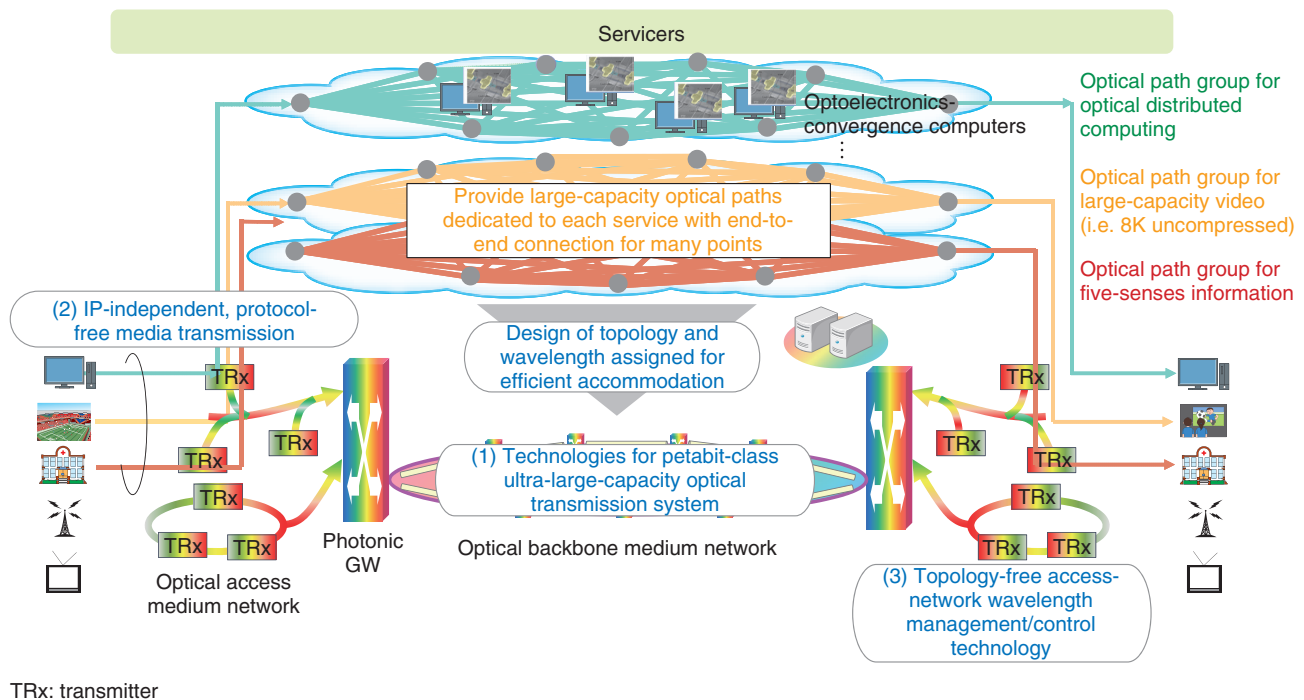 Servicers
Optoelectronics-
convergence computers
Optical path group for
optical distributed
computing
Provide large-capacity optical paths
dedicated to each service with end-to-
end connection for many points
Optical path group for
large-capacity video
(i.e. 8K uncompressed)
Optical path group for
five-senses information
(2) IP-independent, protocol-
free media transmission
Design of topology and
wavelength assigned for
efficient accommodation
TRx
TRx
TRx
TRx
TRx
TRx
Optical access
medium network
Photonic
GW
(1) Technologies for petabit-class
ultra-large-capacity optical
transmission system
Optical backbone medium network
TRx
TRx
TRx
TRx
TRx
TRx
(3) Topology-free access-
network wavelength
management/control
technology
TRx: transmitter